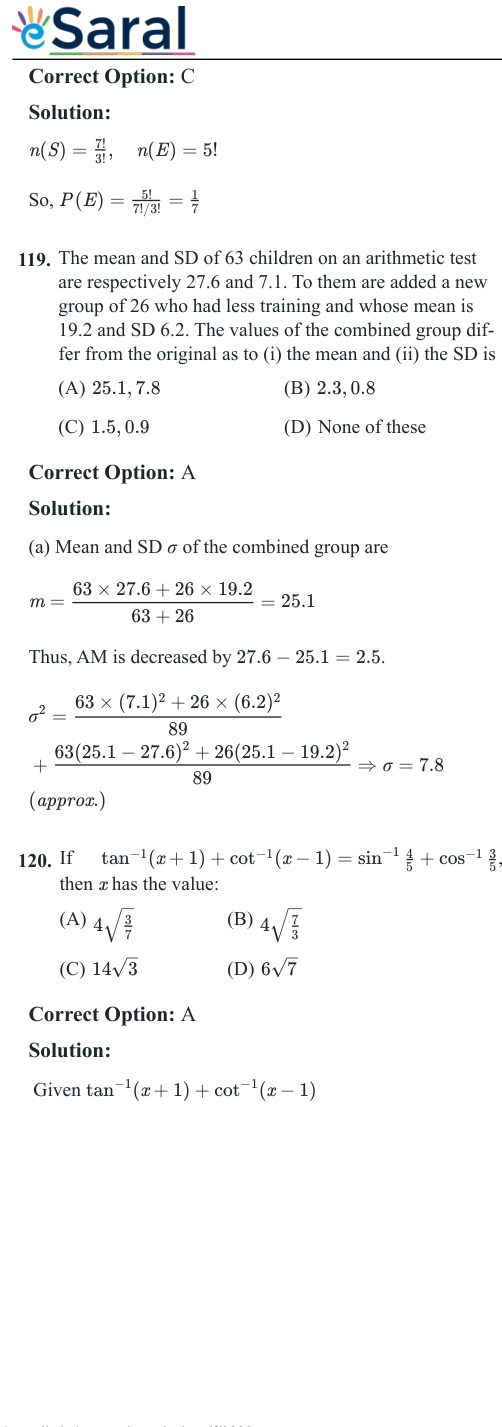 eSaral
Correct Option: C
Solution:
n(S) = 7!/3!, n(E) = 5!
So, P(E) = 5!/(7!/3!) = 1/7
119. The mean and SD of 63 children on an arithmetic test
are respectively 27.6 and 7.1. To them are added a new
group of 26 who had less training and whose mean is
19.2 and SD 6.2. The values of the combined group dif-
fer from the original as to (i) the mean and (ii) the SD is
(A) 25.1, 7.8 (B) 2.3, 0.8
(C) 1.5, 0.9 (D) None of these
Correct Option: A
Solution:
(a) Mean and SD σ of the combined group are
m = (63 × 27.6 + 26 × 19.2)/(63 + 26) = 25.1
Thus, AM is decreased by 27.6 − 25.1 = 2.5.
σ² = (63 × (7.1)² + 26 × (6.2)²)/89
+ (63(25.1 − 27.6)² + 26(25.1 − 19.2)²)/89 ⇒ σ = 7.8
(approx.)
120. If tan⁻¹(x + 1) + cot⁻¹(x − 1) = sin⁻¹ 4/5 + cos⁻¹ 3/5,
then x has the value:
(A) 4√(3/7) (B) 4√(7/3)
(C) 14√3 (D) 6√7
Correct Option: A
Solution:
Given tan⁻¹(x + 1) + cot⁻¹(x − 1)